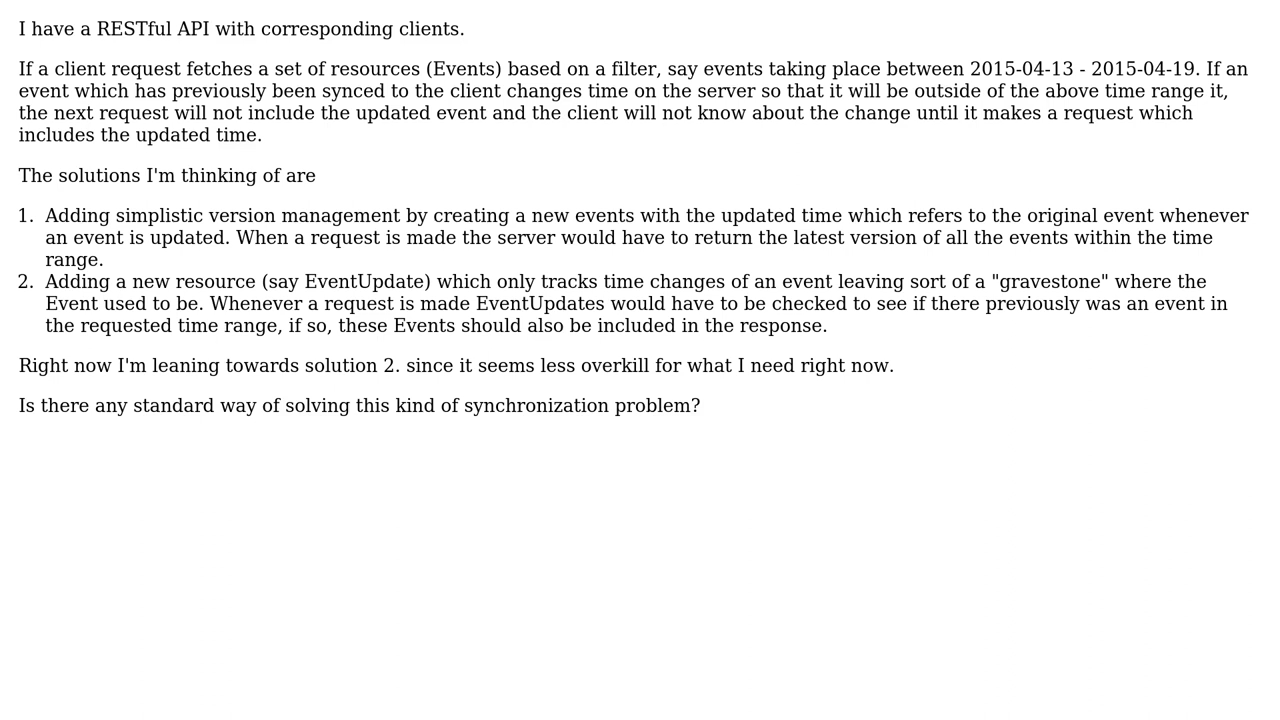 I have a RESTful API with corresponding clients.
If a client request fetches a set of resources (Events) based on a filter, say events taking place between 2015-04-13 - 2015-04-19. If an
event which has previously been synced to the client changes time on the server so that it will be outside of the above time range it,
the next request will not include the updated event and the client will not know about the change until it makes a request which
includes the updated time.
The solutions I'm thinking of are
1. Adding simplistic version management by creating a new events with the updated time which refers to the original event whenever
an event is updated. When a request is made the server would have to return the latest version of all the events within the time
range.
2. Adding a new resource (say EventUpdate) which only tracks time changes of an event leaving sort of a "gravestone" where the
Event used to be. Whenever a request is made EventUpdates would have to be checked to see if there previously was an event in
the requested time range, if so, these Events should also be included in the response.
Right now I'm leaning towards solution 2. since it seems less overkill for what I need right now.
Is there any standard way of solving this kind of synchronization problem?